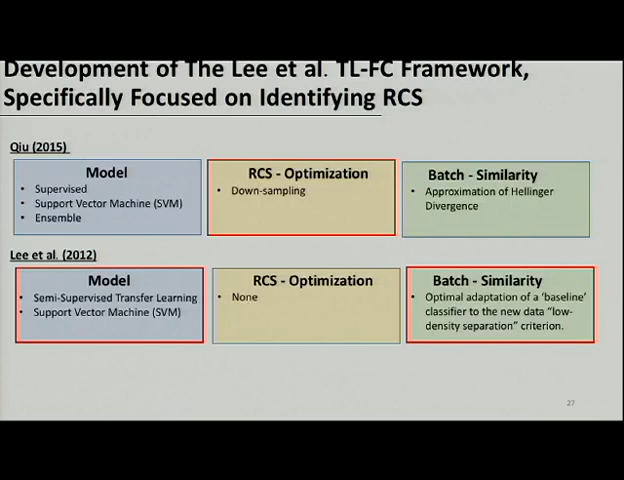 Development of The Lee et al. TL-FC Framework,
Specifically Focused on Identifying RCS
Qiu (2015)
Model
• Supervised
• Support Vector Machine (SVM)
• Ensemble
RCS - Optimization
• Down-sampling
Batch - Similarity
• Approximation of Hellinger
Divergence
Lee et al. (2012)
Model
• Semi-Supervised Transfer Learning
• Support Vector Machine (SVM)
RCS - Optimization
• None
Batch - Similarity
• Optimal adaptation of a ‘baseline’
classifier to the new data “low-
density separation” criterion.
27